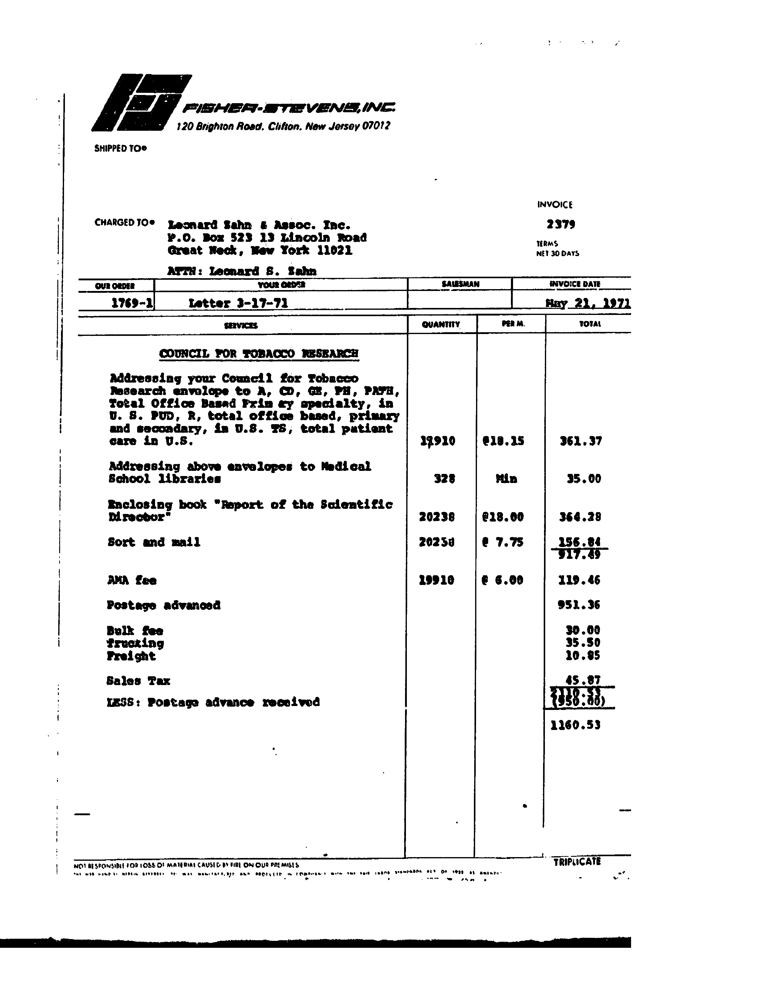 FISHER-STEVENS, INC.
120 Brighton Road, Clifton, New Jersey 07012
SHIPPED TO
INVOICE
CHARGED TO Leonard Zahn & Assoc. Inc. 2379
P.O. Box 523 13 Lincoln Road
TERMS
Great Neck, New York 11021 NET 30 DAYS
ATTN: Leonard S. Zahn
OUR ORDER YOUR ORDER SALESMAN INVOICE DATE
1769-1 Letter 3-17-71 May 21, 1971
SERVICES QUANTITY PER M. TOTAL
COUNCIL FOR TOBACCO RESEARCH
Addressing your Council for Tobacco
Research envelope to A, CD, GE, PH, PATH,
Total Office Based Prim ry specialty, in
U. S. PUD, R, total office based, primary
and secondary, in U.S. TS, total patient
care in U.S. 19910 @18.15 361.37
Addressing above envelopes to Medical
School libraries 328 Min 35.00
Enclosing book "Report of the Scientific
Director" 20238 @18.00 364.28
Sort and mail 20238 @ 7.75 156.84
917.49
AMA fee 19910 @ 6.00 119.46
Postage advanced 951.36
Bulk fee 30.00
Trucking 35.50
Freight 10.85
Sales Tax 45.87
2110.53
LESS: Postage advance received (950.00)
1160.53
NOT RESPONSIBLE FOR LOSS OF MATERIAL CAUSED BY FIRE ON OUR PREMISES
TRIPLICATE